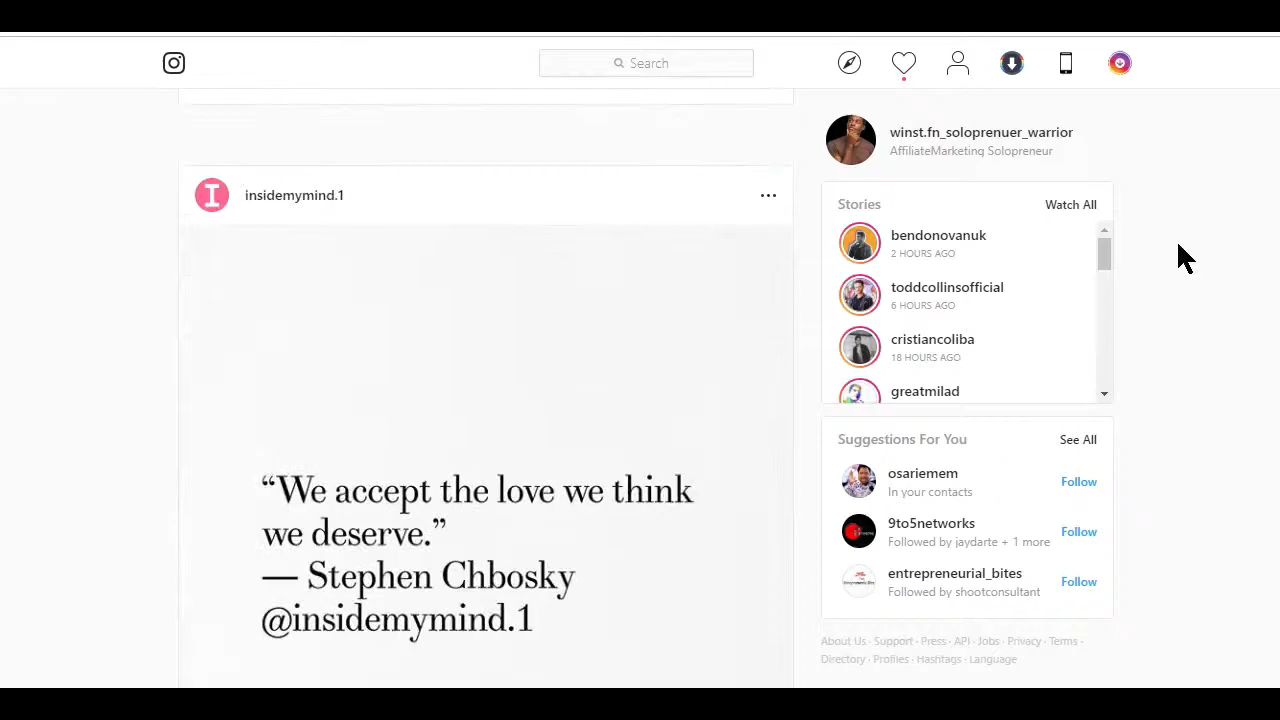 Search
insidemymind.1
“We accept the love we think
we deserve.”
— Stephen Chbosky
@insidemymind.1
winst.fn_soloprenuer_warrior
AffiliateMarketing Solopreneur
Stories Watch All
bendonovanuk
2 HOURS AGO
toddcollinsofficial
6 HOURS AGO
cristiancoliba
18 HOURS AGO
greatmilad
Suggestions For You See All
osariemem
In your contacts Follow
9to5networks
Followed by jaydarte + 1 more Follow
entrepreneurial_bites
Followed by shootconsultant Follow
About Us · Support · Press · API · Jobs · Privacy · Terms ·
Directory · Profiles · Hashtags · Language